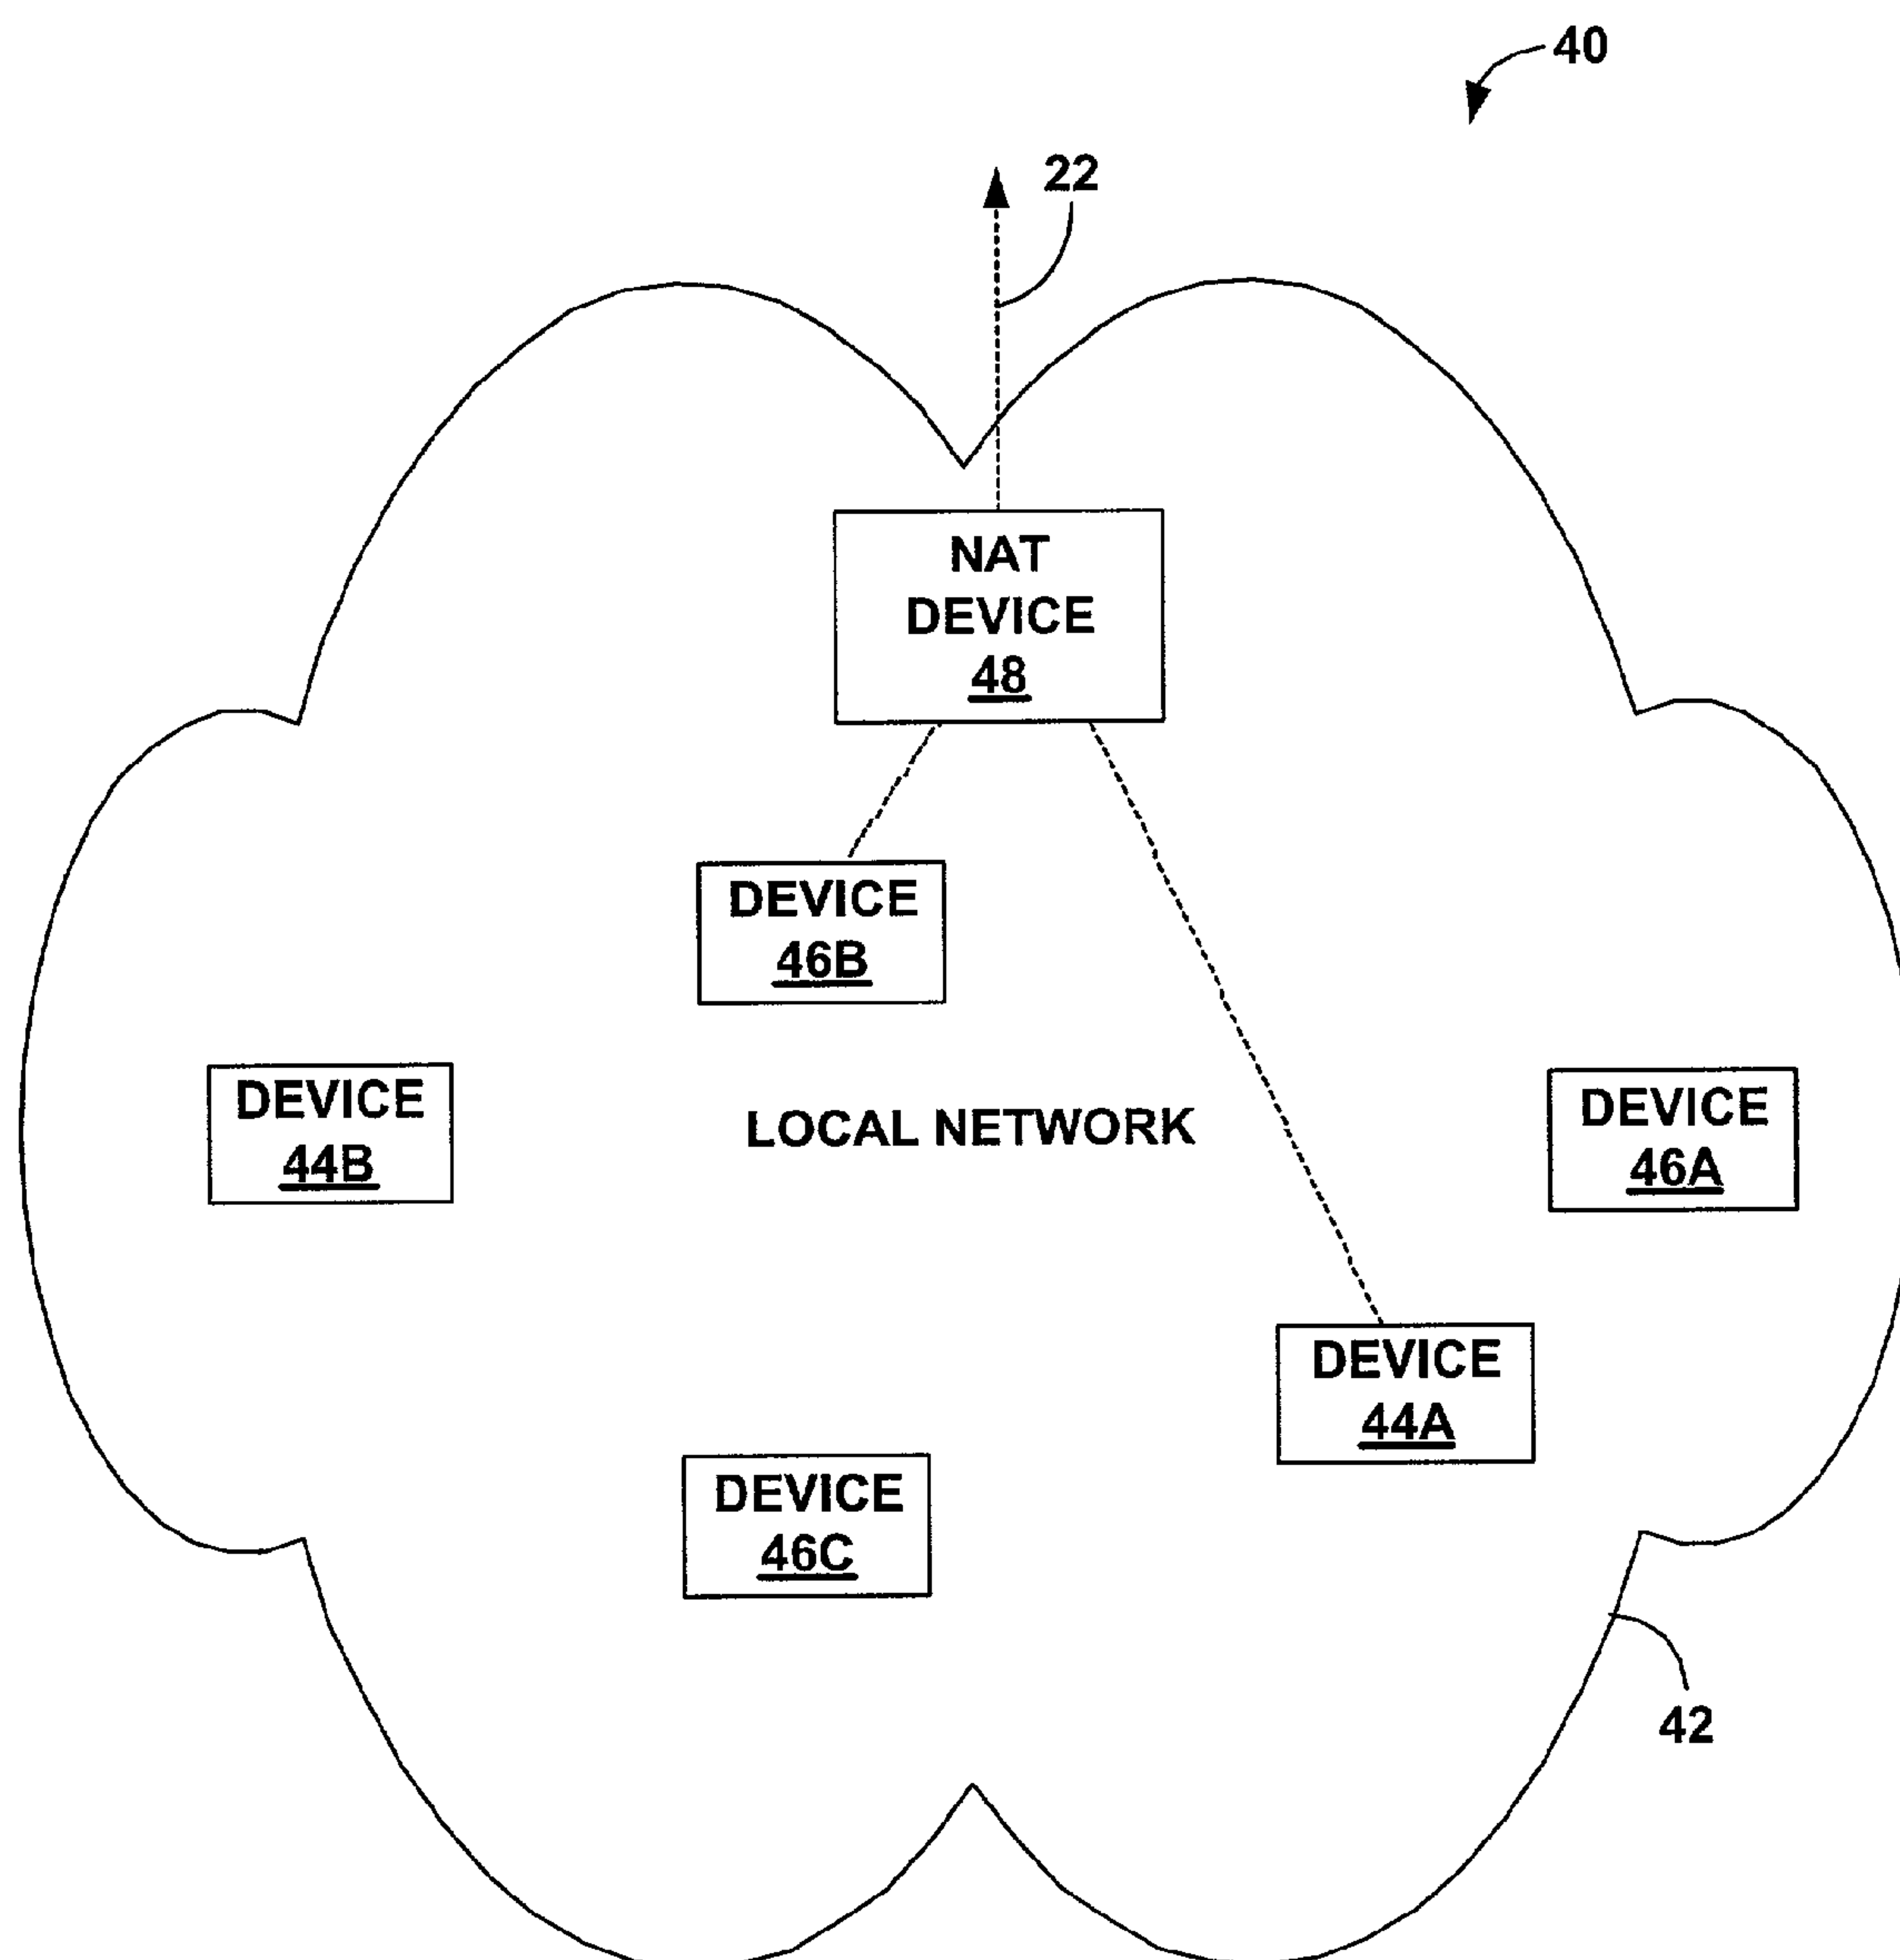 40
22
NAT
DEVICE
48
DEVICE
46B
DEVICE
44B
LOCAL NETWORK
DEVICE
46A
DEVICE
44A
DEVICE
46C
42